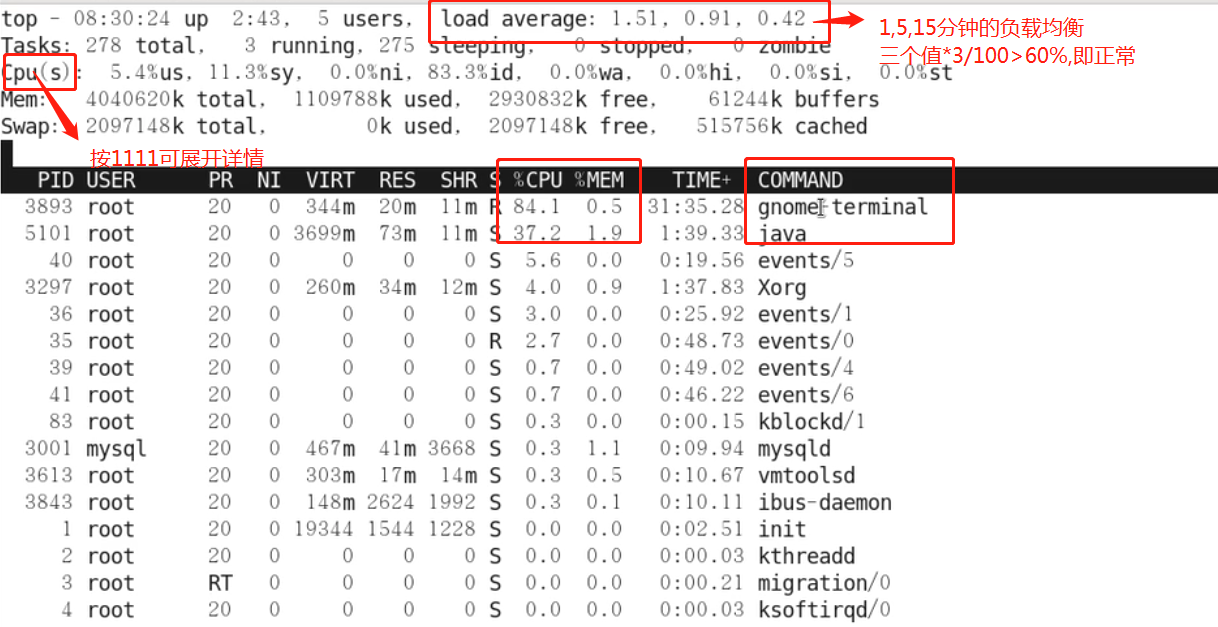 top - 08:30:24 up  2:43,  5 users,  load average: 1.51, 0.91, 0.42
1,5,15分钟的负载均衡
三个值*3/100>60%,即正常
Tasks: 278 total,   3 running, 275 sleeping,   0 stopped,   0 zombie
Cpu(s):  5.4%us, 11.3%sy,  0.0%ni, 83.3%id,  0.0%wa,  0.0%hi,  0.0%si,  0.0%st
Mem:   4040620k total,  1109788k used,  2930832k free,    61244k buffers
Swap:  2097148k total,        0k used,  2097148k free,   515756k cached
按1111可展开详情
PID USER      PR  NI  VIRT  RES  SHR S %CPU %MEM    TIME+  COMMAND
3893 root      20   0  344m  20m  11m R 84.1  0.5  31:35.28 gnome-terminal
5101 root      20   0 3699m  73m  11m S 37.2  1.9   1:39.33 java
40 root      20   0     0    0    0 S  5.6  0.0   0:19.56 events/5
3297 root      20   0  260m  34m  12m S  4.0  0.9   1:37.83 Xorg
36 root      20   0     0    0    0 S  3.0  0.0   0:25.92 events/1
35 root      20   0     0    0    0 R  2.7  0.0   0:48.73 events/0
39 root      20   0     0    0    0 S  0.7  0.0   0:49.02 events/4
41 root      20   0     0    0    0 S  0.7  0.0   0:46.22 events/6
83 root      20   0     0    0    0 S  0.3  0.0   0:00.15 kblockd/1
3001 mysql     20   0  467m  41m 3668 S  0.3  1.1   0:09.94 mysqld
3613 root      20   0  303m  17m  14m S  0.3  0.5   0:10.67 vmtoolsd
3843 root      20   0  148m 2624 1992 S  0.3  0.1   0:10.11 ibus-daemon
1 root      20   0 19344 1544 1228 S  0.0  0.0   0:02.51 init
2 root      20   0     0    0    0 S  0.0  0.0   0:00.03 kthreadd
3 root      RT   0     0    0    0 S  0.0  0.0   0:00.21 migration/0
4 root      20   0     0    0    0 S  0.0  0.0   0:00.03 ksoftirqd/0